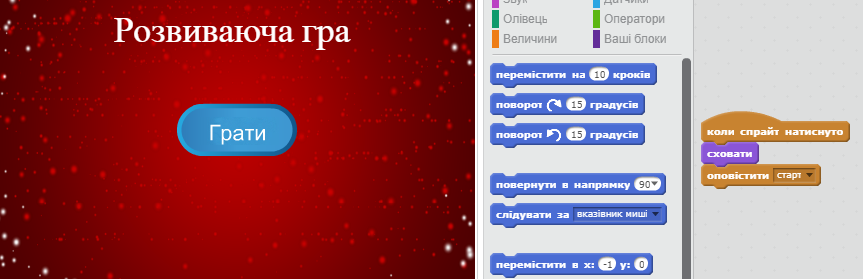 Розвиваюча гра
Грати
Звук Датчики
Олівець Оператори
Величини Ваші блоки
перемістити на 10 кроків
поворот 15 градусів
поворот 15 градусів
повернути в напрямку 90
слідувати за вказівник миші
перемістити в x: -1 y: 0
коли спрайт натиснуто
сховати
оповістити старт